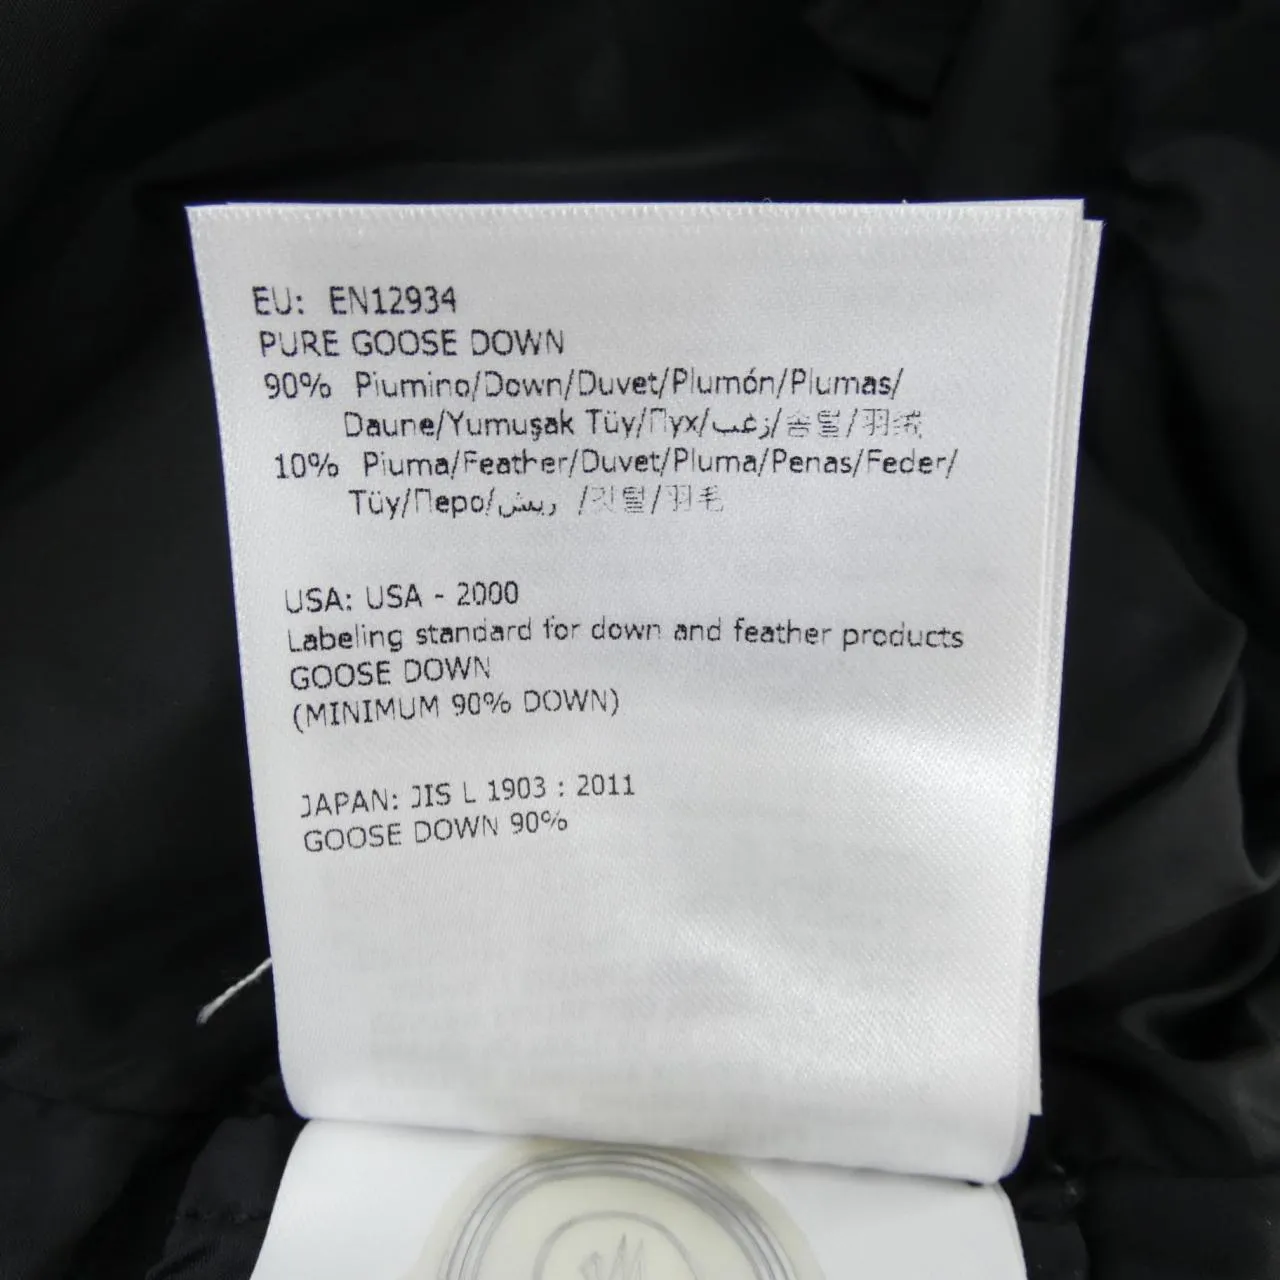 EU: EN12934
PURE GOOSE DOWN
90% Piumino/Down/Duvet/Plumón/Plumas/
Daune/Yumuşak Tüy/Пух/زغب/솜털/羽绒
10% Piuma/Feather/Duvet/Pluma/Penas/Feder/
Tüy/Перо/ريش /깃털/羽毛
USA: USA - 2000
Labeling standard for down and feather products
GOOSE DOWN
(MINIMUM 90% DOWN)
JAPAN: JIS L 1903 : 2011
GOOSE DOWN 90%